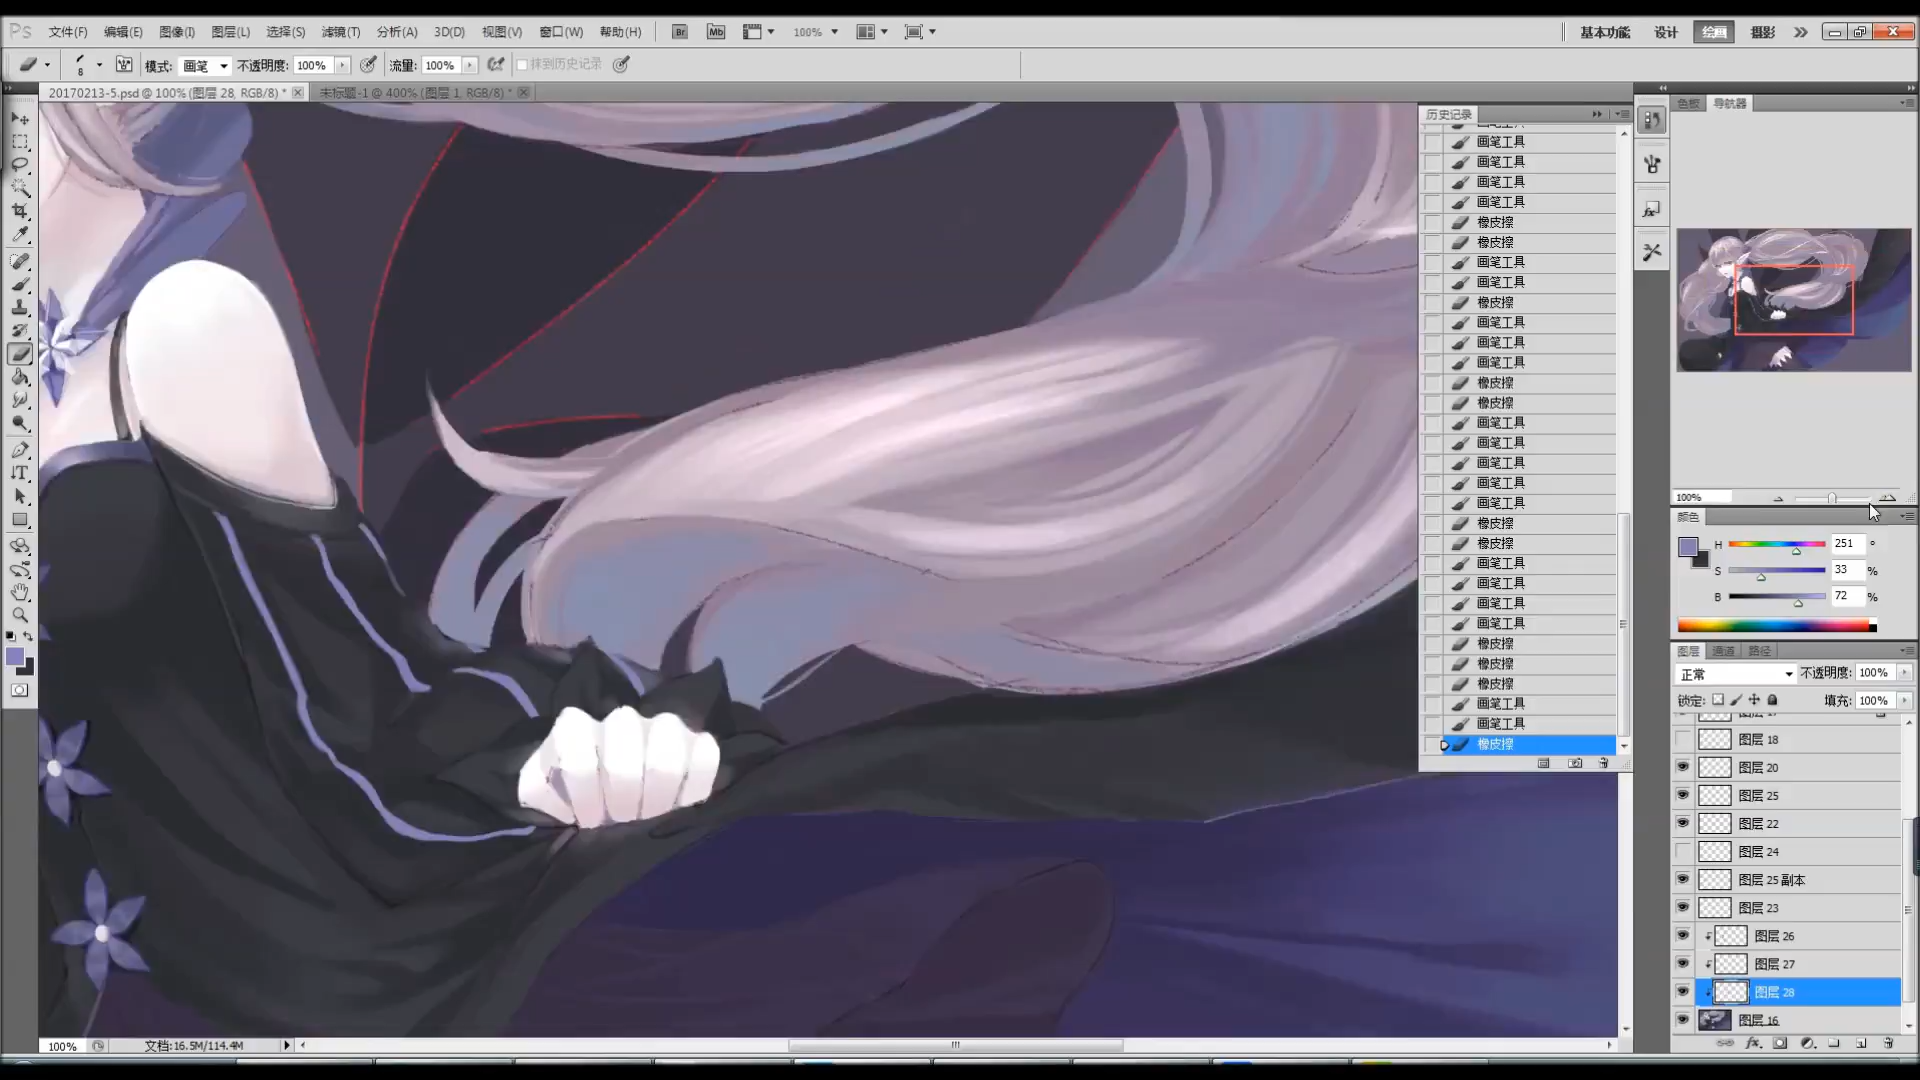 Ps 文件(F) 编辑(E) 图像(I) 图层(L) 选择(S) 滤镜(T) 分析(A) 3D(D) 视图(V) 窗口(W) 帮助(H) Br Mb 100% 基本功能 设计 绘画 摄影
8 模式: 画笔 不透明度: 100% 流量: 100% 抹到历史记录
20170213-5.psd @ 100% (图层 28, RGB/8) * 未标题-1 @ 400% (图层 1, RGB/8) *
历史记录
画笔工具
画笔工具
画笔工具
画笔工具
橡皮擦
橡皮擦
画笔工具
画笔工具
橡皮擦
画笔工具
画笔工具
画笔工具
橡皮擦
橡皮擦
画笔工具
画笔工具
画笔工具
画笔工具
画笔工具
橡皮擦
橡皮擦
画笔工具
画笔工具
画笔工具
画笔工具
橡皮擦
橡皮擦
橡皮擦
画笔工具
画笔工具
橡皮擦
色板 导航器
100%
颜色
H 251 °
S 33 %
B 72 %
图层 通道 路径
正常 不透明度: 100%
锁定: 填充: 100%
图层 18
图层 20
图层 25
图层 22
图层 24
图层 25 副本
图层 23
图层 26
图层 27
图层 28
图层 16
100% 文档:16.5M/114.4M